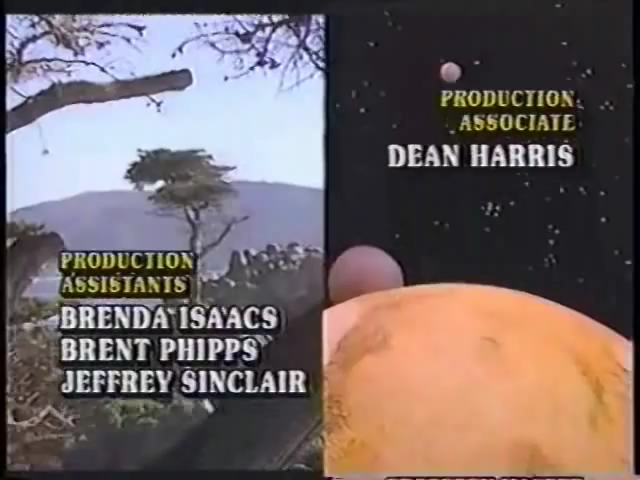 PRODUCTION
ASSISTANTS
BRENDA ISAACS
BRENT PHIPPS
JEFFREY SINCLAIR
PRODUCTION
ASSOCIATE
DEAN HARRIS